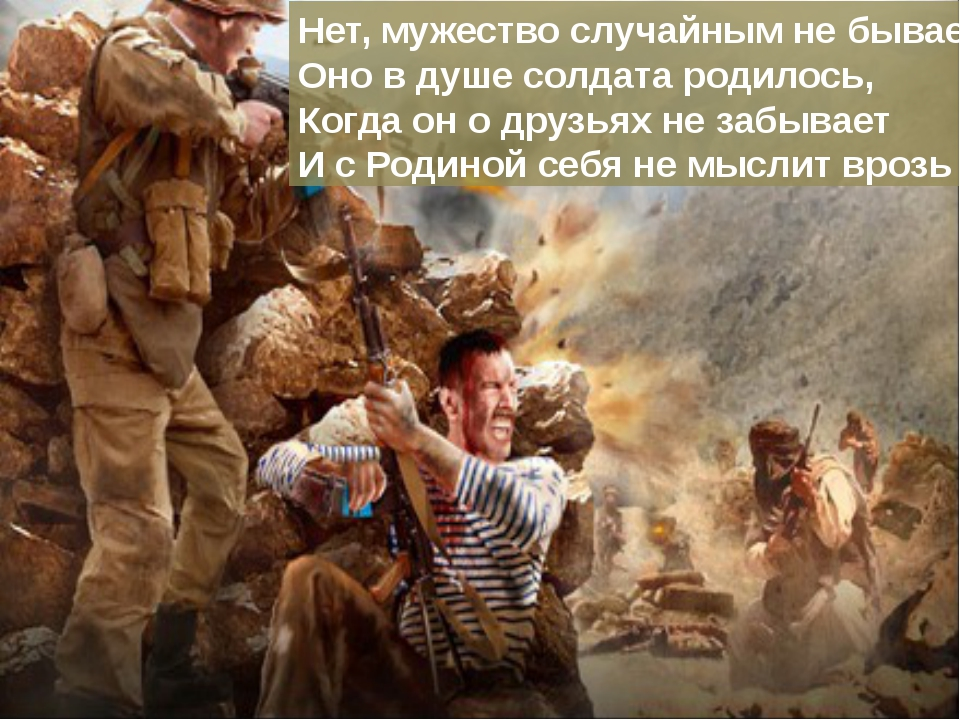 Нет, мужество случайным не бывае
Оно в душе солдата родилось,
Когда он о друзьях не забывает
И с Родиной себя не мыслит врозь